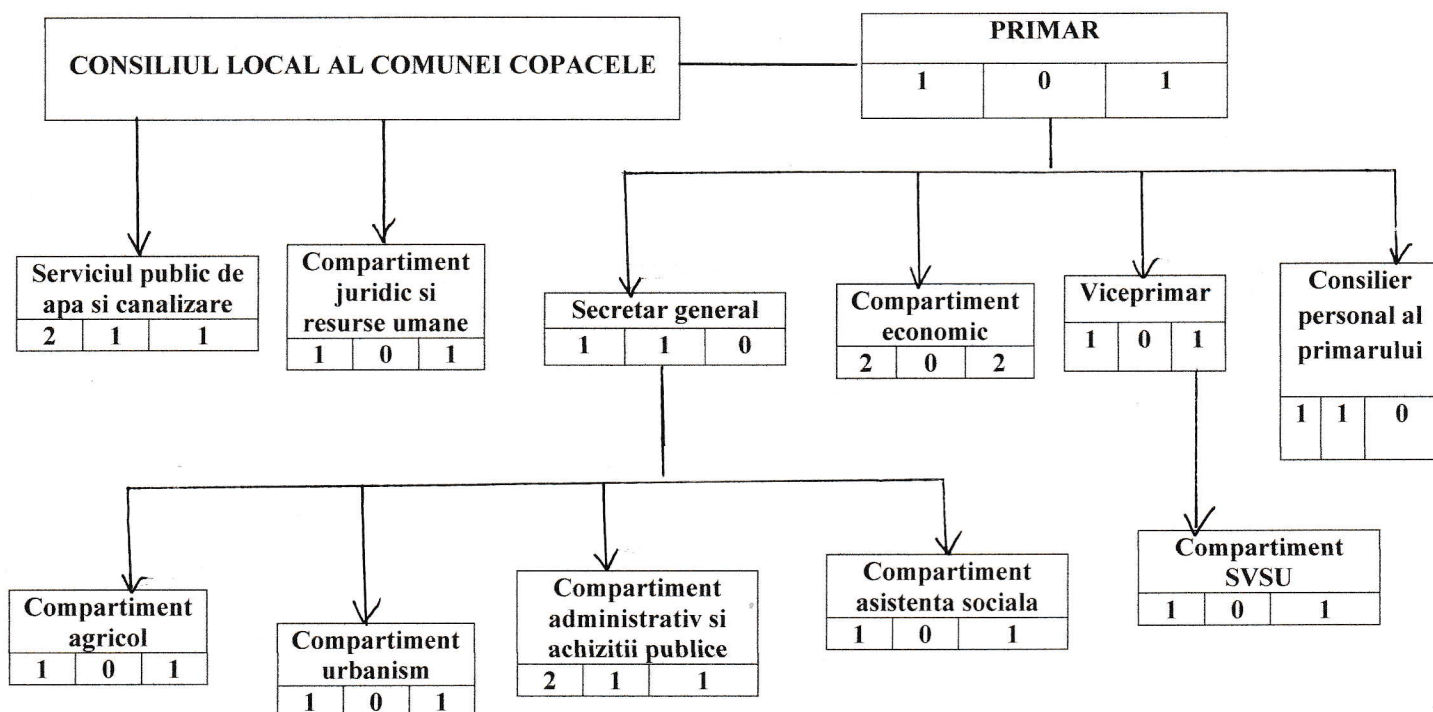 CONSILIUL LOCAL AL COMUNEI COPACELE
PRIMAR
1 0 1
Serviciul public de
apa si canalizare
2 1 1
Compartiment
juridic si
resurse umane
1 0 1
Secretar general
1 1 0
Compartiment
economic
2 0 2
Viceprimar
1 0 1
Consilier
personal al
primarului
1 1 0
Compartiment
agricol
1 0 1
Compartiment
urbanism
1 0 1
Compartiment
administrativ si
achizitii publice
2 1 1
Compartiment
asistenta sociala
1 0 1
Compartiment
SVSU
1 0 1